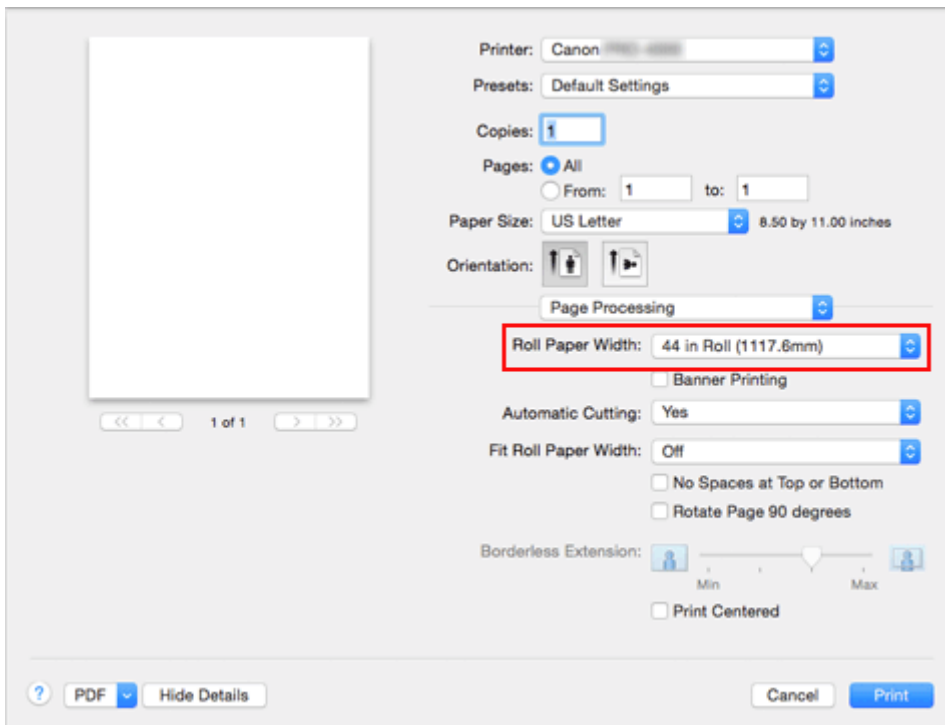 Printer: Canon
Presets: Default Settings
Copies: 1
Pages: All
From: 1 to: 1
Paper Size: US Letter 8.50 by 11.00 inches
Orientation:
Page Processing
Roll Paper Width: 44 in Roll (1117.6mm)
Banner Printing
<< < 1 of 1 > >>
Automatic Cutting: Yes
Fit Roll Paper Width: Off
No Spaces at Top or Bottom
Rotate Page 90 degrees
Borderless Extension:
Min Max
Print Centered
? PDF Hide Details Cancel Print